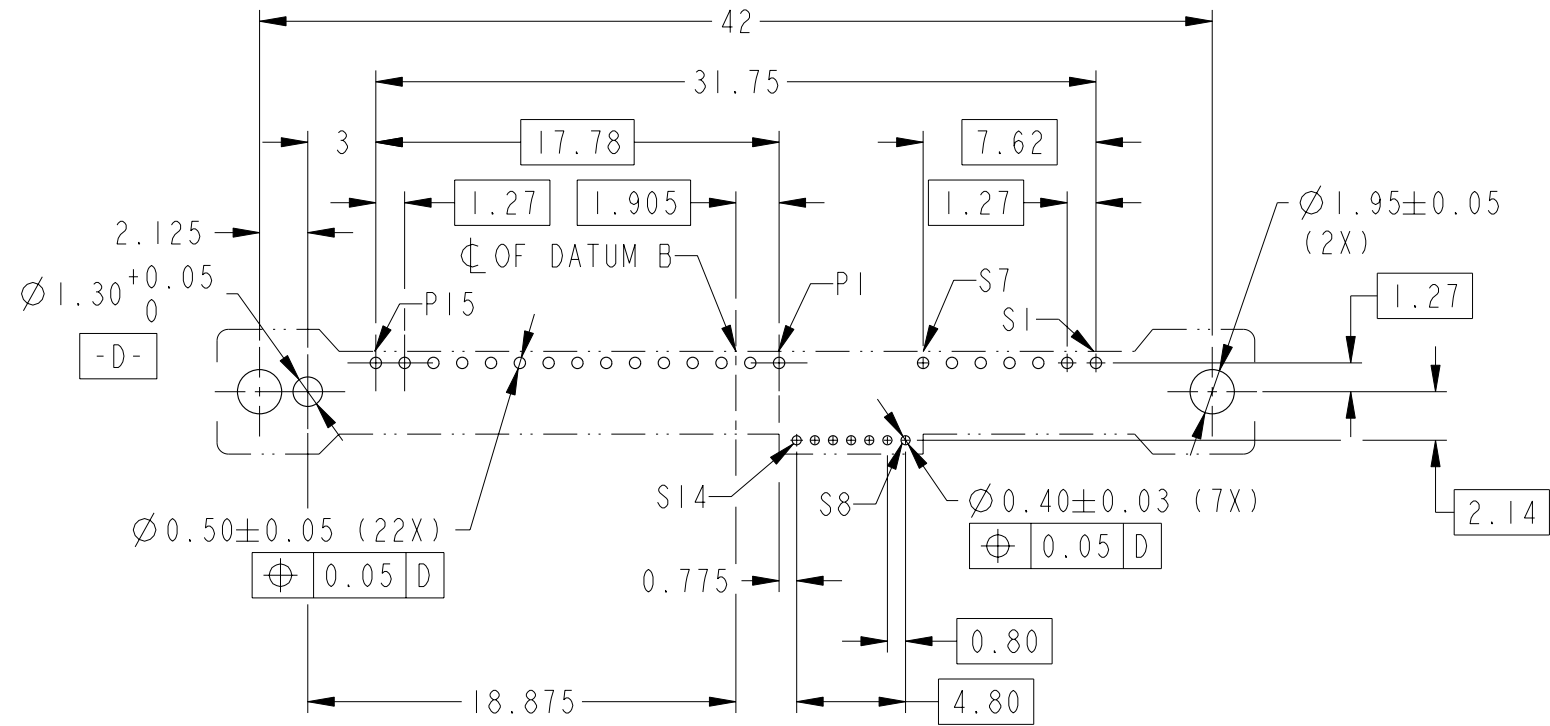 42
31.75
3
17.78
7.62
1.27
1.905
1.27
Ø1.95±0.05
(2X)
2.125
℄ OF DATUM B
Ø1.30 +0.05
0
P15
P1
S7
S1
1.27
-D-
S14
S8
Ø0.40±0.03 (7X)
⌖ 0.05 D
2.14
Ø0.50±0.05 (22X)
⌖ 0.05 D
0.775
0.80
18.875
4.80